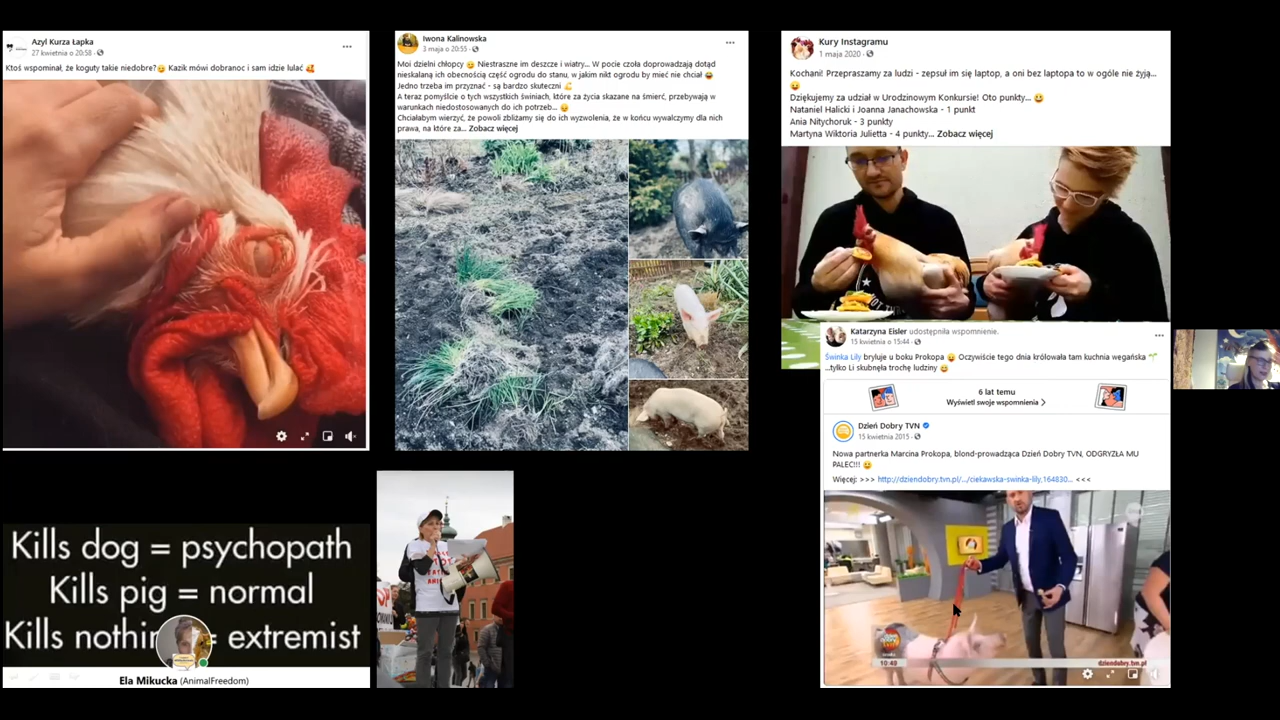 Azyl Kurza Łapka
27 kwietnia o 20:58
Ktoś wspominał, że koguty takie niedobre? Kazik mówi dobranoc i sam idzie lulać
Iwona Kalinowska
3 maja o 20:55
Moi dzielni chłopcy Niestraszne im deszcze i wiatry... W pocie czoła doprowadzają dotąd
nieskalaną ich obecnością część ogrodu do stanu, w jakim nikt ogrodu by mieć nie chciał
Jedno trzeba im przyznać - są bardzo skuteczni
A teraz pomyślcie o tych wszystkich świniach, które za życia skazane na śmierć, przebywają w
warunkach niedostosowanych do ich potrzeb...
Chciałabym wierzyć, że powoli zbliżamy się do ich wyzwolenia, że w końcu wywalczymy dla nich
prawa, na które za... Zobacz więcej
Kury Instagramu
1 maja 2020
Kochani! Przepraszamy za ludzi - zepsuł im się laptop, a oni bez laptopa to w ogóle nie żyją...
Dziękujemy za udział w Urodzinowym Konkursie! Oto punkty...
Nataniel Halicki i Joanna Janachowska - 1 punkt
Ania Nitychoruk - 3 punkty
Martyna Wiktoria Julietta - 4 punkty... Zobacz więcej
Katarzyna Eisler udostępniła wspomnienie.
15 kwietnia o 15:44
Świnka Lily bryluje u boku Prokopa Oczywiście tego dnia królowała tam kuchnia wegańska
...tylko Li skubnęła trochę ludziny
6 lat temu
Wyświetl swoje wspomnienia
Dzień Dobry TVN
15 kwietnia 2015
Nowa partnerka Marcina Prokopa, blond-prowadząca Dzień Dobry TVN, ODGRYZŁA MU
PALEC!!!
Więcej: >>> http://dziendobry.tvn.pl/.../ciekawska-swinka-lily,164830... <<<
10:49
dziendobry.tvn.pl
Kills dog = psychopath
Kills pig = normal
Kills nothin = extremist
Ela Mikucka (AnimalFreedom)